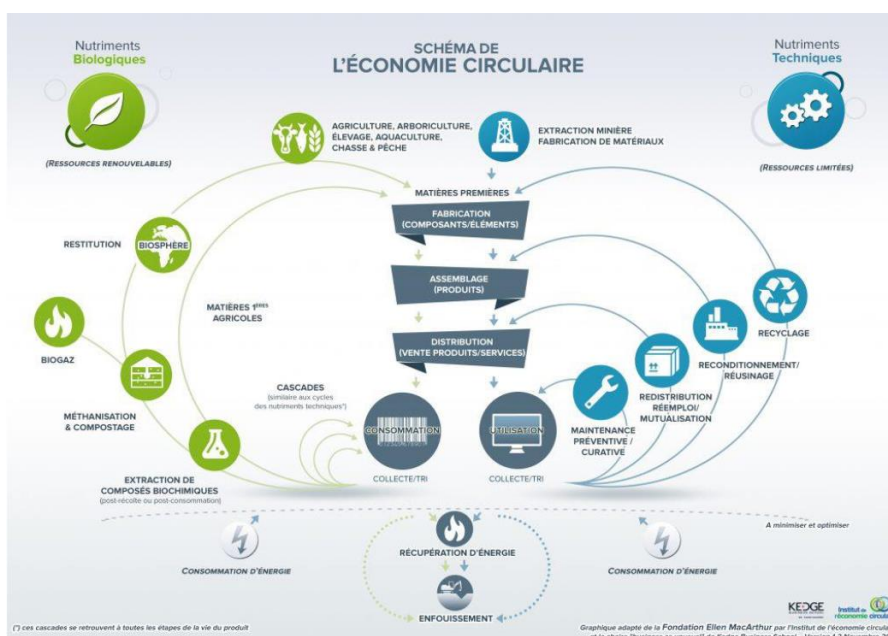 Nutriments
Biologiques
SCHÉMA DE
L'ÉCONOMIE CIRCULAIRE
Nutriments
Techniques
(RESSOURCES RENOUVELABLES)
AGRICULTURE, ARBORICULTURE,
ÉLEVAGE, AQUACULTURE,
CHASSE & PÊCHE
EXTRACTION MINIÈRE
FABRICATION DE MATÉRIAUX
(RESSOURCES LIMITÉES)
MATIÈRES PREMIÈRES
FABRICATION
(COMPOSANTS/ÉLÉMENTS)
RESTITUTION
BIOSPHÈRE
ASSEMBLAGE
(PRODUITS)
MATIÈRES 1ÈRES
AGRICOLES
RECYCLAGE
BIOGAZ
DISTRIBUTION
(VENTE PRODUITS/SERVICES)
RECONDITIONNEMENT/
RÉUSINAGE
CASCADES
(similaire aux cycles
des nutriments techniques*)
REDISTRIBUTION
RÉEMPLOI/
MUTUALISATION
MÉTHANISATION
& COMPOSTAGE
CONSOMMATION
UTILISATION
MAINTENANCE
PRÉVENTIVE /
CURATIVE
COLLECTE/TRI
COLLECTE/TRI
EXTRACTION DE
COMPOSÉS BIOCHIMIQUES
(post-récolte ou post-consommation)
A minimiser et optimiser
RÉCUPÉRATION D'ÉNERGIE
CONSOMMATION D'ÉNERGIE
CONSOMMATION D'ÉNERGIE
ENFOUISSEMENT
KEDGE
Institut de
l'économie circulaire
(*) ces cascades se retrouvent à toutes les étapes de la vie du produit
Graphique adapté de la Fondation Ellen MacArthur par l'Institut de l'économie circulaire